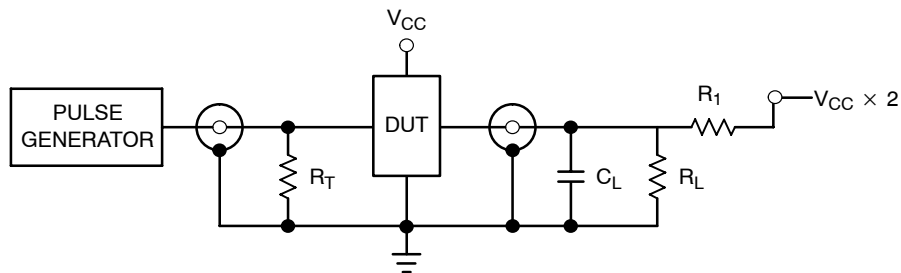 V_CC
PULSE
GENERATOR
DUT
R_T
C_L
R_L
R_1
V_CC × 2